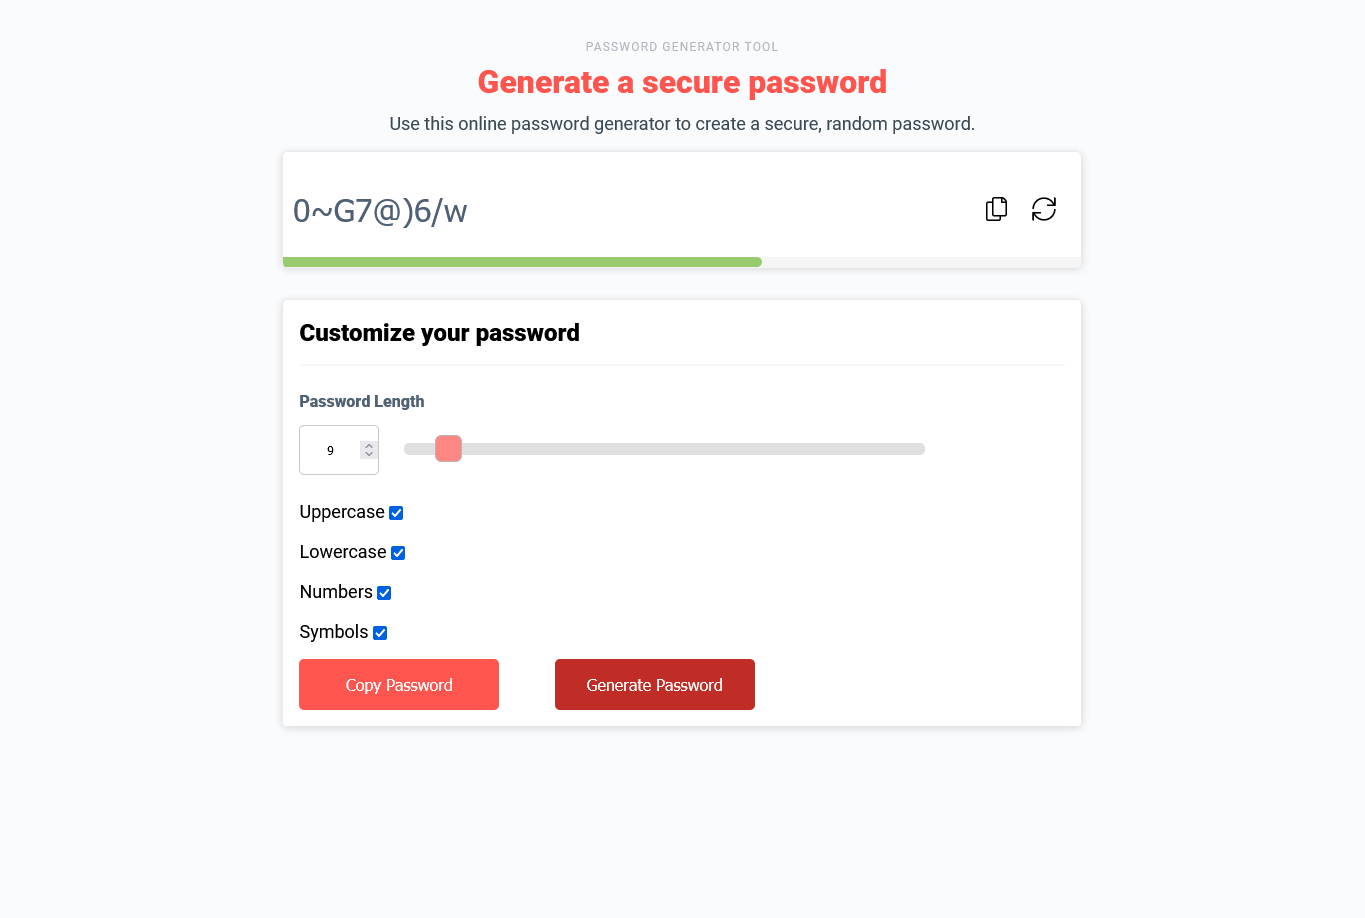 PASSWORD GENERATOR TOOL
Generate a secure password
Use this online password generator to create a secure, random password.
0~G7@)6/w
Customize your password
Password Length
9
Uppercase
Lowercase
Numbers
Symbols
Copy Password
Generate Password